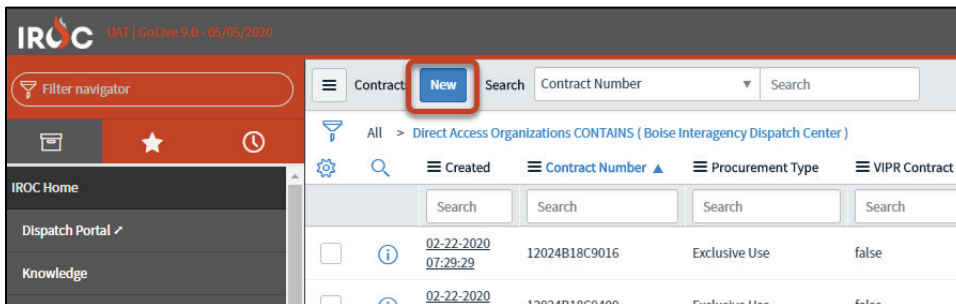 IROC UAT | GoLive 9.0 - 05/05/2020
Filter navigator
Contract New Search Contract Number Search
All > Direct Access Organizations CONTAINS ( Boise Interagency Dispatch Center )
Created Contract Number ▲ Procurement Type VIPR Contract
IROC Home
Search Search Search Search
Dispatch Portal
02-22-2020
07:29:29 12024B18C9016 Exclusive Use false
Knowledge
02-22-2020